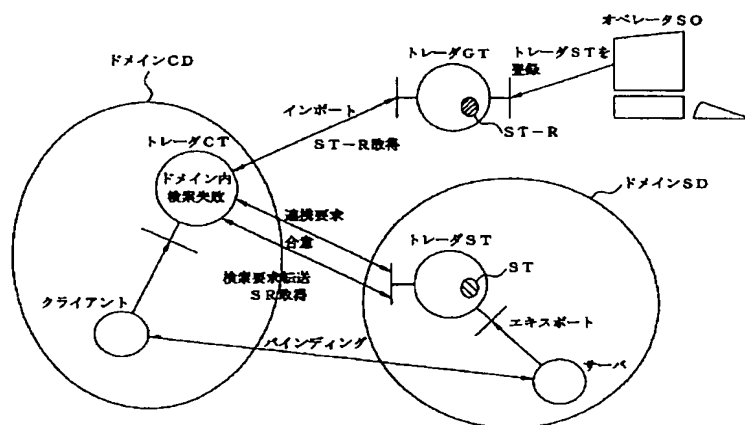 オペレータSO
ドメインCD
トレーダGT
トレーダSTを
登録
インポート
ST-R
ST-R取得
トレーダCT
ドメイン内
検索失敗
ドメインSD
連携要求
合意
トレーダST
検索要求転送
SR取得
ST
クライアント
エキスポート
バインディング
サーバ